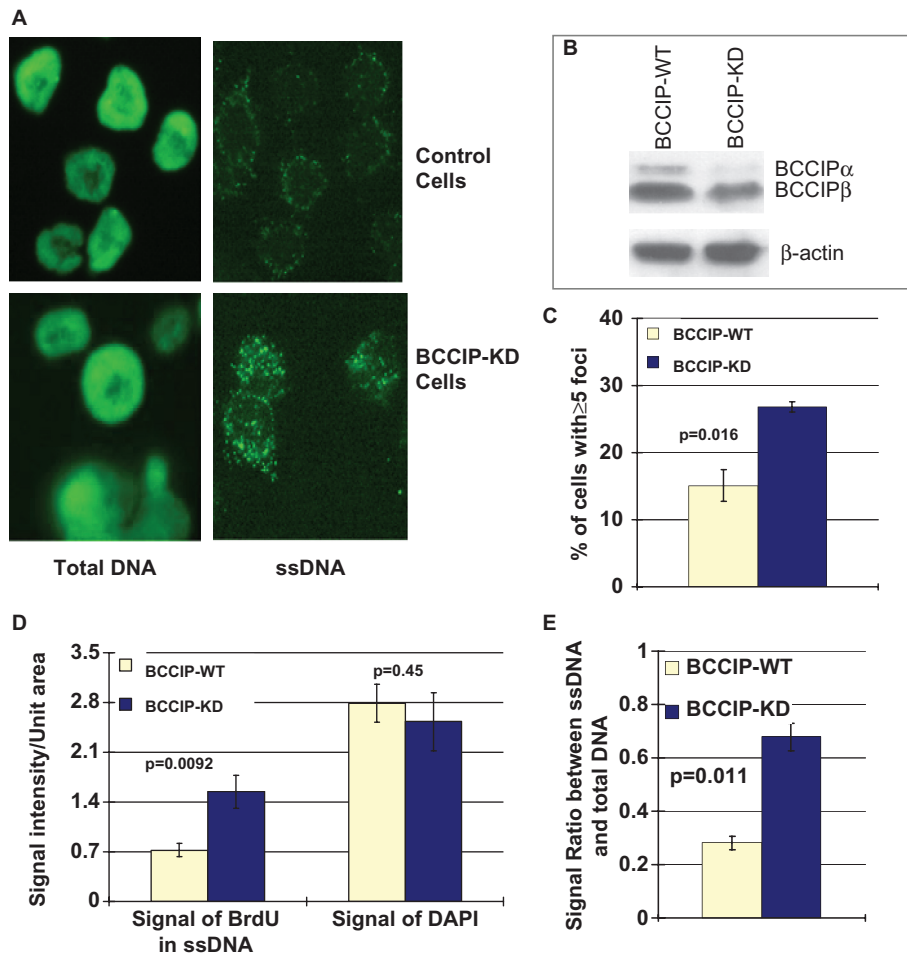 A
Control
Cells
BCCIP-KD
Cells
Total DNA
ssDNA
B
BCCIP-WT
BCCIP-KD
BCCIPα
BCCIPβ
β-actin
C
% of cells with≥5 foci
40
30
20
10
0
BCCIP-WT
BCCIP-KD
p=0.016
D
Signal intensity/Unit area
3.5
2.8
2.1
1.4
0.7
0
BCCIP-WT
BCCIP-KD
p=0.0092
p=0.45
Signal of BrdU
in ssDNA
Signal of DAPI
E
Signal Ratio between ssDNA
and total DNA
1
0.8
0.6
0.4
0.2
0
BCCIP-WT
BCCIP-KD
p=0.011